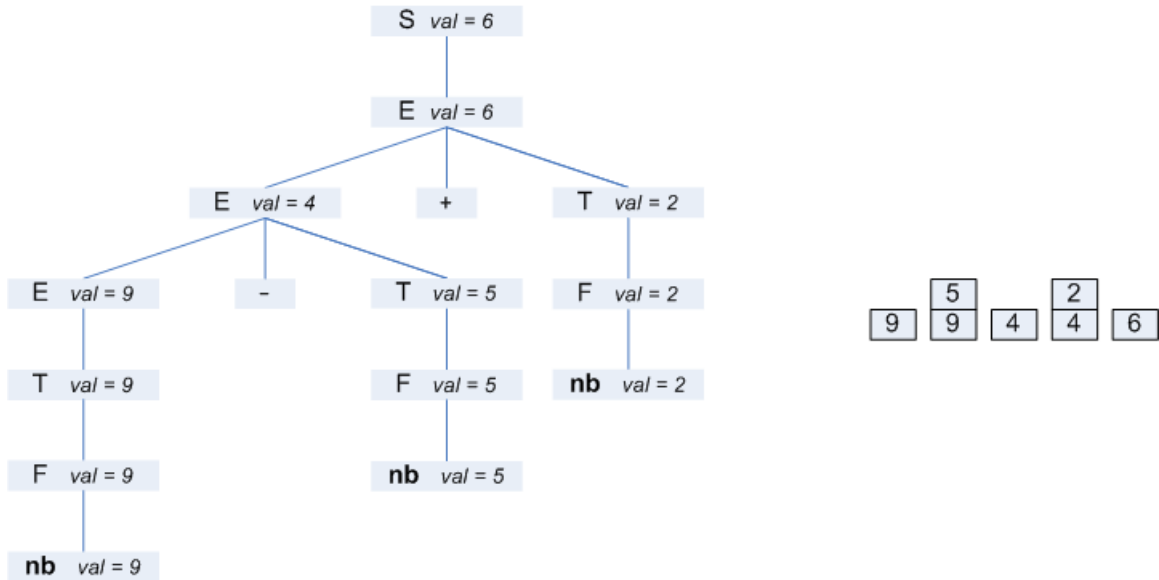 S val = 6
E val = 6
E val = 4 + T val = 2
E val = 9 - T val = 5 F val = 2
5 2
9 9 4 4 6
T val = 9 F val = 5 nb val = 2
F val = 9 nb val = 5
nb val = 9